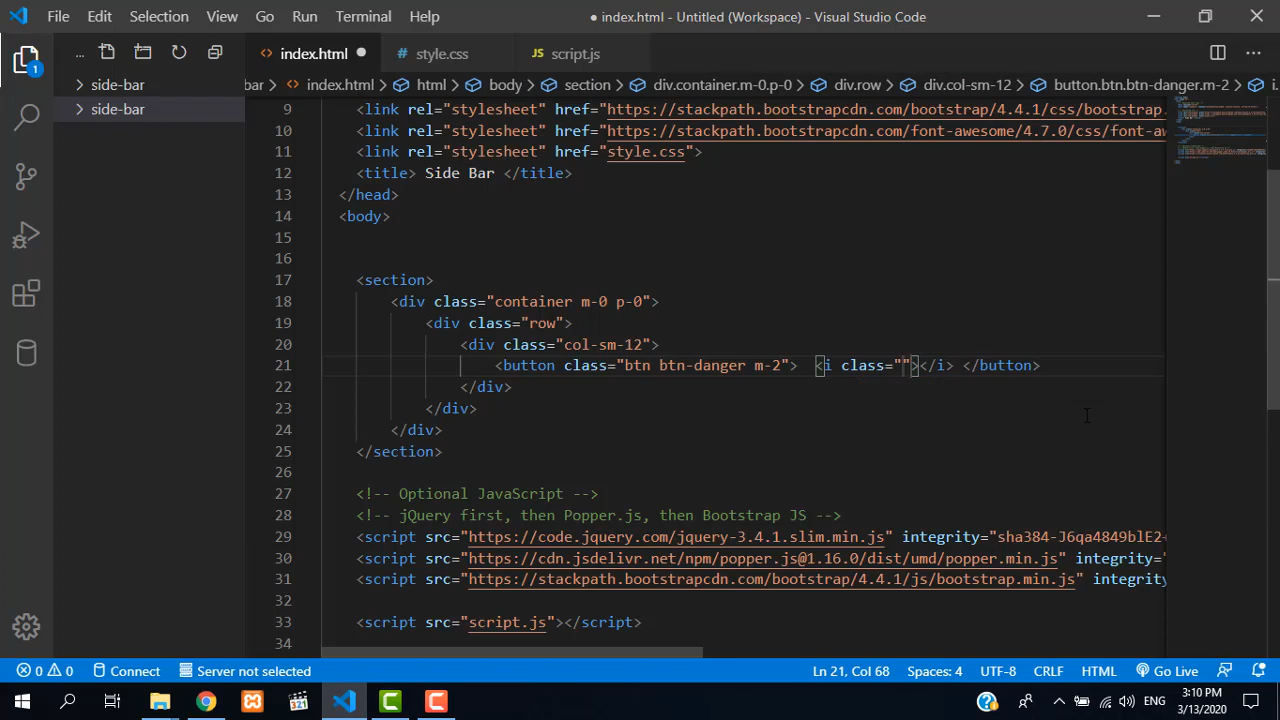 File Edit Selection View Go Run Terminal Help
● index.html - Untitled (Workspace) - Visual Studio Code
...
index.html ●
style.css
JS script.js
side-bar
side-bar
1
bar > index.html > html > body > section > div.container.m-0.p-0 > div.row > div.col-sm-12 > button.btn.btn-danger.m-2 > i.
9 <link rel="stylesheet" href="https://stackpath.bootstrapcdn.com/bootstrap/4.4.1/css/bootstrap.
10 <link rel="stylesheet" href="https://stackpath.bootstrapcdn.com/font-awesome/4.7.0/css/font-aw
11 <link rel="stylesheet" href="style.css">
12 <title> Side Bar </title>
13 </head>
14 <body>
15
16
17 <section>
18 <div class="container m-0 p-0">
19 <div class="row">
20 <div class="col-sm-12">
21 <button class="btn btn-danger m-2"> <i class=""></i> </button>
22 </div>
23 </div>
24 </div>
25 </section>
26
27 <!-- Optional JavaScript -->
28 <!-- jQuery first, then Popper.js, then Bootstrap JS -->
29 <script src="https://code.jquery.com/jquery-3.4.1.slim.min.js" integrity="sha384-J6qa4849blE2+
30 <script src="https://cdn.jsdelivr.net/npm/popper.js@1.16.0/dist/umd/popper.min.js" integrity="
31 <script src="https://stackpath.bootstrapcdn.com/bootstrap/4.4.1/js/bootstrap.min.js" integrity
32
33 <script src="script.js"></script>
34
0 0 Connect Server not selected
Ln 21, Col 68 Spaces: 4 UTF-8 CRLF HTML Go Live
321
ENG
3:10 PM
3/13/2020